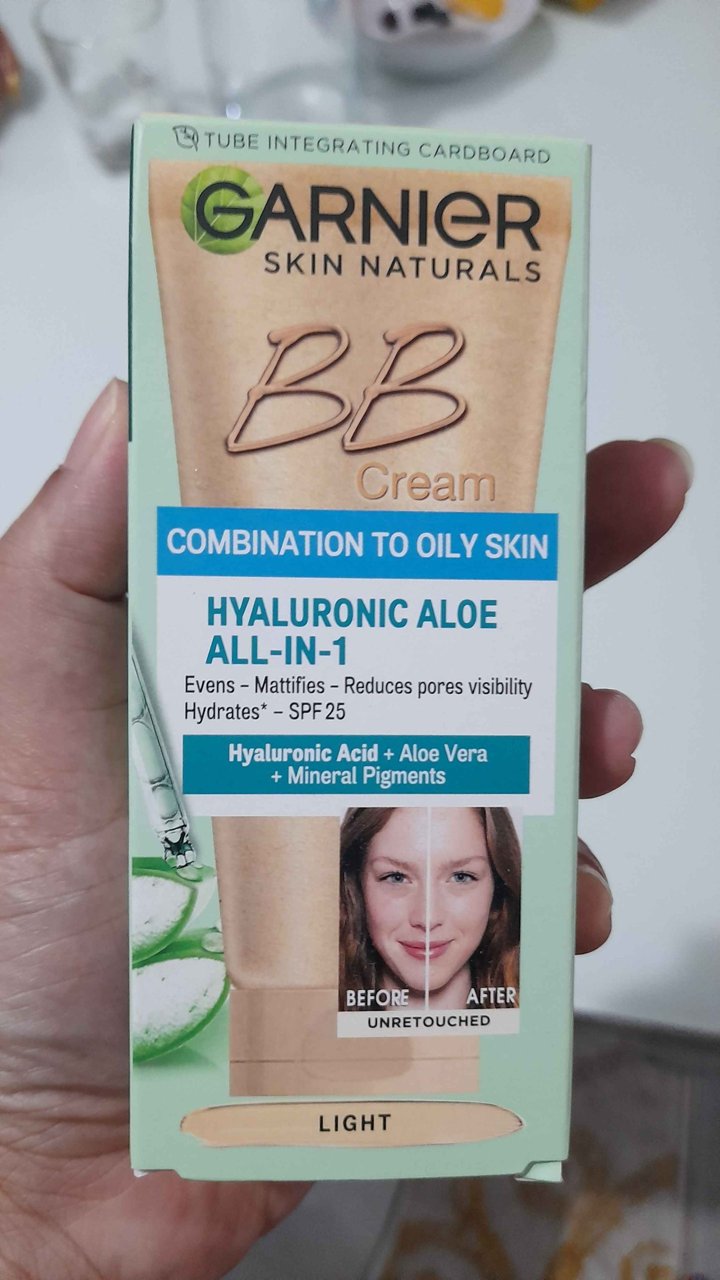 TUBE INTEGRATING CARDBOARD
GARNIER
SKIN NATURALS
BB
Cream
COMBINATION TO OILY SKIN
HYALURONIC ALOE
ALL-IN-1
Evens – Mattifies – Reduces pores visibility
Hydrates* – SPF 25
Hyaluronic Acid + Aloe Vera
+ Mineral Pigments
BEFORE AFTER
UNRETOUCHED
LIGHT